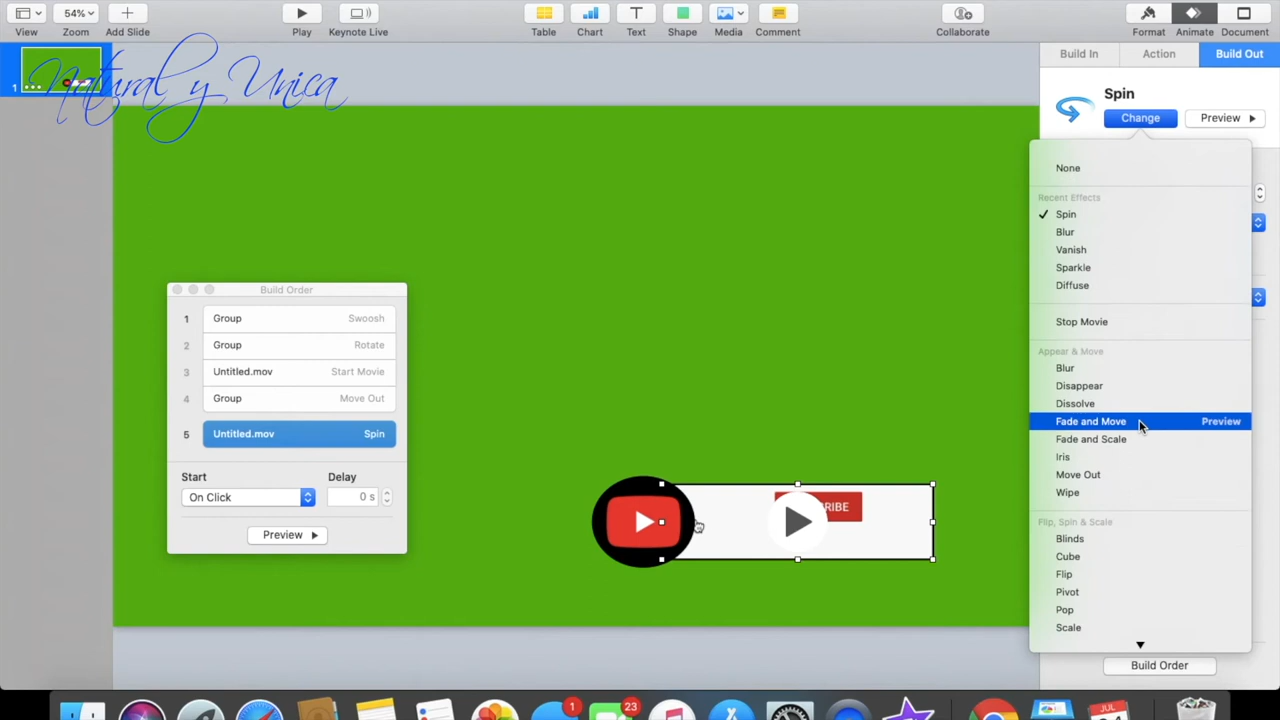 54%
View
Zoom
Add Slide
Play
Keynote Live
Table
Chart
Text
Shape
Media
Comment
Collaborate
Format
Animate
Document
T
1
Natural y Unica
Build In
Action
Build Out
Spin
Change
Preview
None
Recent Effects
Spin
Blur
Vanish
Sparkle
Diffuse
Stop Movie
Appear & Move
Blur
Disappear
Dissolve
Fade and Move Preview
Fade and Scale
Iris
Move Out
Wipe
Flip, Spin & Scale
Blinds
Cube
Flip
Pivot
Pop
Scale
Build Order
Build Order
1 Group Swoosh
2 Group Rotate
3 Untitled.mov Start Movie
4 Group Move Out
5 Untitled.mov Spin
Start Delay
On Click 0 s
Preview
RIBE
1
23
JUL